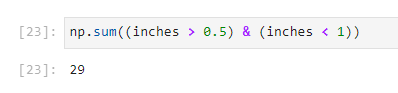 [23]: np.sum((inches > 0.5) & (inches < 1))
[23]: 29